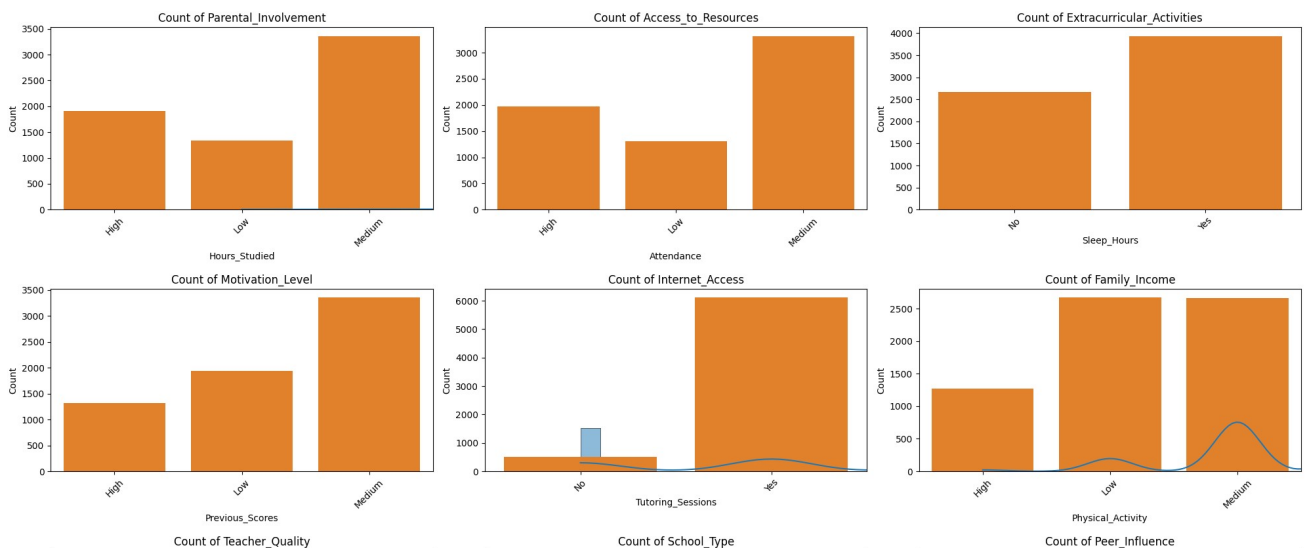 Count of Parental_Involvement
3500
3000
2500
2000
1500
1000
500
0
Count
High
Low
Medium
Hours_Studied
Count of Access_to_Resources
3000
2500
2000
1500
1000
500
0
Count
High
Low
Medium
Attendance
Count of Extracurricular_Activities
4000
3500
3000
2500
2000
1500
1000
500
0
Count
No
Yes
Sleep_Hours
Count of Motivation_Level
3500
3000
2500
2000
1500
1000
500
0
Count
High
Low
Medium
Previous_Scores
Count of Internet_Access
6000
5000
4000
3000
2000
1000
0
Count
No
Yes
Tutoring_Sessions
Count of Family_Income
2500
2000
1500
1000
500
0
Count
High
Low
Medium
Physical_Activity
Count of Teacher_Quality
Count of School_Type
Count of Peer_Influence